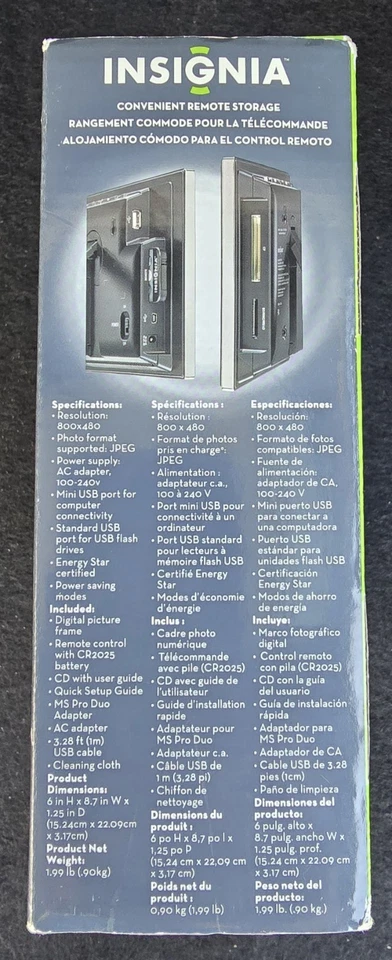 INSIGNIA™
CONVENIENT REMOTE STORAGE
RANGEMENT COMMODE POUR LA TÉLÉCOMMANDE
ALOJAMIENTO CÓMODO PARA EL CONTROL REMOTO
INSIGNIA
Specifications:
• Resolution:
800x480
• Photo format
supported: JPEG
• Power supply:
AC adapter,
100-240v
• Mini USB port for
computer
connectivity
• Standard USB
port for USB flash
drives
• Energy Star
certified
• Power saving
modes
Included:
• Digital picture
frame
• Remote control
with CR2025
battery
• CD with user guide
• Quick Setup Guide
• MS Pro Duo
Adapter
• AC adapter
• 3.28 ft (1m)
USB cable
• Cleaning cloth
Product
Dimensions:
6 in H x 8.7 in W x
1.25 in D
(15.24cm x 22.09cm
x 3.17cm)
Product Net
Weight:
1.99 lb (.90kg)
Spécifications :
• Résolution :
800 x 480
• Format de photos
pris en charge*:
JPEG
• Alimentation :
adaptateur c.a.,
100 à 240 V
• Port mini USB pour
connectivité à un
ordinateur
• Port USB standard
pour lecteurs à
mémoire flash USB
• Certifié Energy
Star
• Modes d'économie
d'énergie
Inclus :
• Cadre photo
numérique
• Télécommande
avec pile (CR2025)
• CD avec guide de
l'utilisateur
• Guide d'installation
rapide
• Adaptateur pour
MS Pro Duo
• Adaptateur c.a.
• Câble USB de
1 m (3,28 pi)
• Chiffon de
nettoyage
Dimensions du
produit :
6 po H x 8,7 po l x
1,25 po P
(15,24 cm x 22,09 cm
x 3,17 cm)
Poids net du
produit :
0,90 kg (1,99 lb)
Especificaciones:
• Resolución:
800 x 480
• Formato de fotos
compatibles: JPEG
• Fuente de
alimentación:
adaptador de CA,
100-240 V
• Mini puerto USB
para conectar a
una computadora
• Puerto USB
estándar para
unidades flash USB
• Certificación
Energy Star
• Modos de ahorro
de energía
Incluye:
• Marco fotográfico
digital
• Control remoto
con pila (CR2025)
• CD con la guía
del usuario
• Guía de instalación
rápida
• Adaptador para
MS Pro Duo
• Adaptador de CA
• Cable USB de 3.28
pies (1cm)
• Paño de limpieza
Dimensiones del
producto:
6 pulg. alto x
8.7 pulg. ancho W x
1.25 pulg. prof.
(15.24 cm x 22.09 cm
x 3.17 cm)
Peso neto del
producto:
1.99 lb. (.90 kg.)